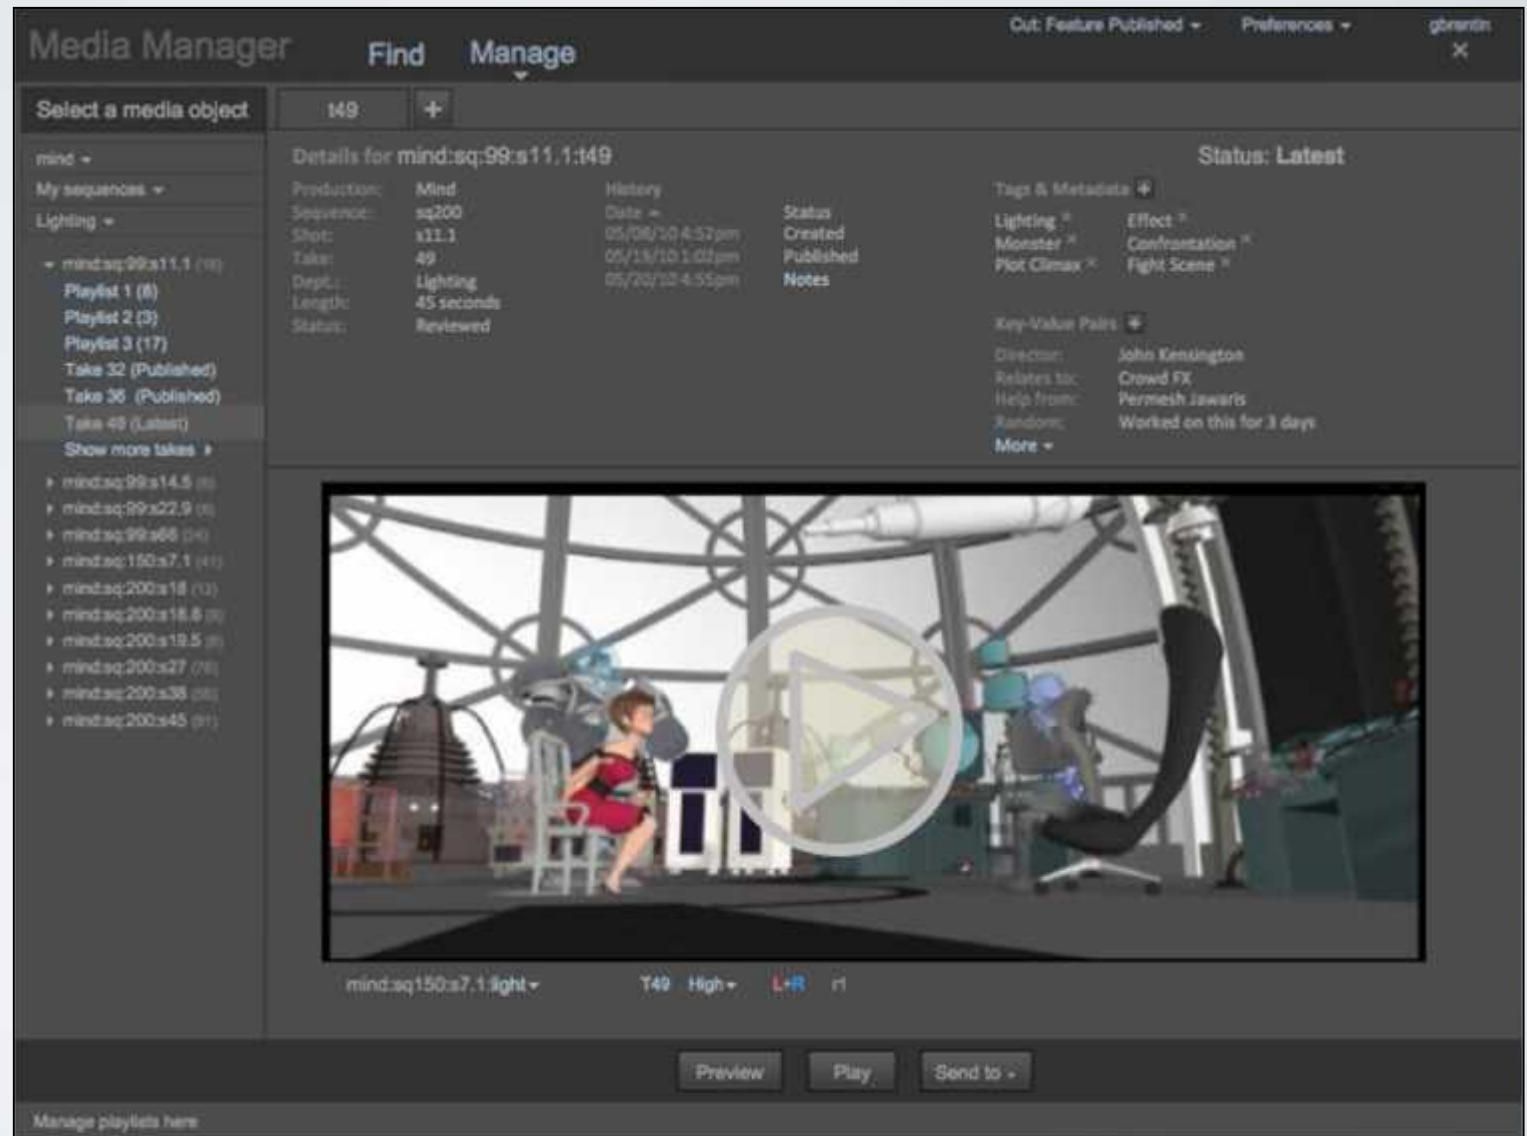 Media Manager
Find
Manage
Cut: Feature Published
Preferences
gbrentin
Select a media object
t49
+
mind
My sequences
Lighting
mind:sq:99:s11.1
Playlist 1 (8)
Playlist 2 (3)
Playlist 3 (17)
Take 32 (Published)
Take 36 (Published)
Take 49 (Latest)
Show more takes
mind:sq:99:s14.5
mind:sq:99:s22.9
mind:sq:99:s66 (24)
mind:sq:150:s7.1 (41)
mind:sq:200:s18
mind:sq:200:s18.8
mind:sq:200:s19.5
mind:sq:200:s27
mind:sq:200:s38
mind:sq:200:s45
Details for mind:sq:99:s11.1:t49
Status: Latest
Production: Mind
Sequence: sq200
Shot: s11.1
Take: 49
Dept.: Lighting
Length: 45 seconds
Status: Reviewed
History
Date Status
05/08/10 4:52pm Created
05/19/10 1:02pm Published
05/20/10 4:55pm Notes
Tags & Metadata +
Lighting × Effect ×
Monster × Confrontation ×
Plot Climax × Fight Scene ×
Key-Value Pairs +
Director: John Kensington
Relates to: Crowd FX
Help from: Permesh Jawaris
Random: Worked on this for 3 days
More
mind:sq150:s7.1:light T49 High L+R r1
Preview
Play
Send to
Manage playlists here